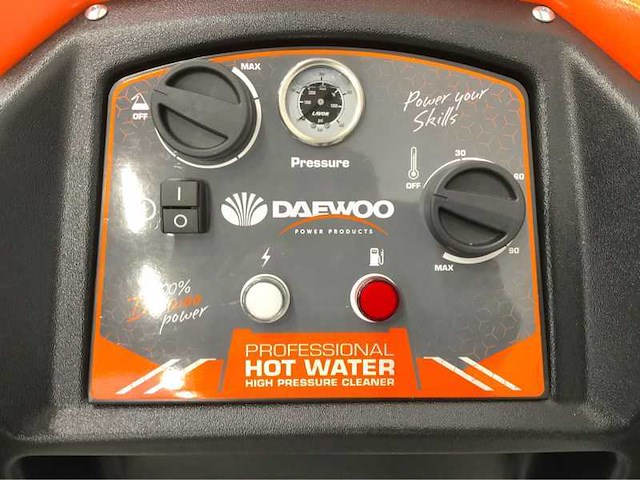 MAX
OFF
LAVOR
Pressure
Power your
Skills
30
60
90
OFF
MAX
I
O
DAEWOO
POWER PRODUCTS
100%
power
PROFESSIONAL
HOT WATER
HIGH PRESSURE CLEANER